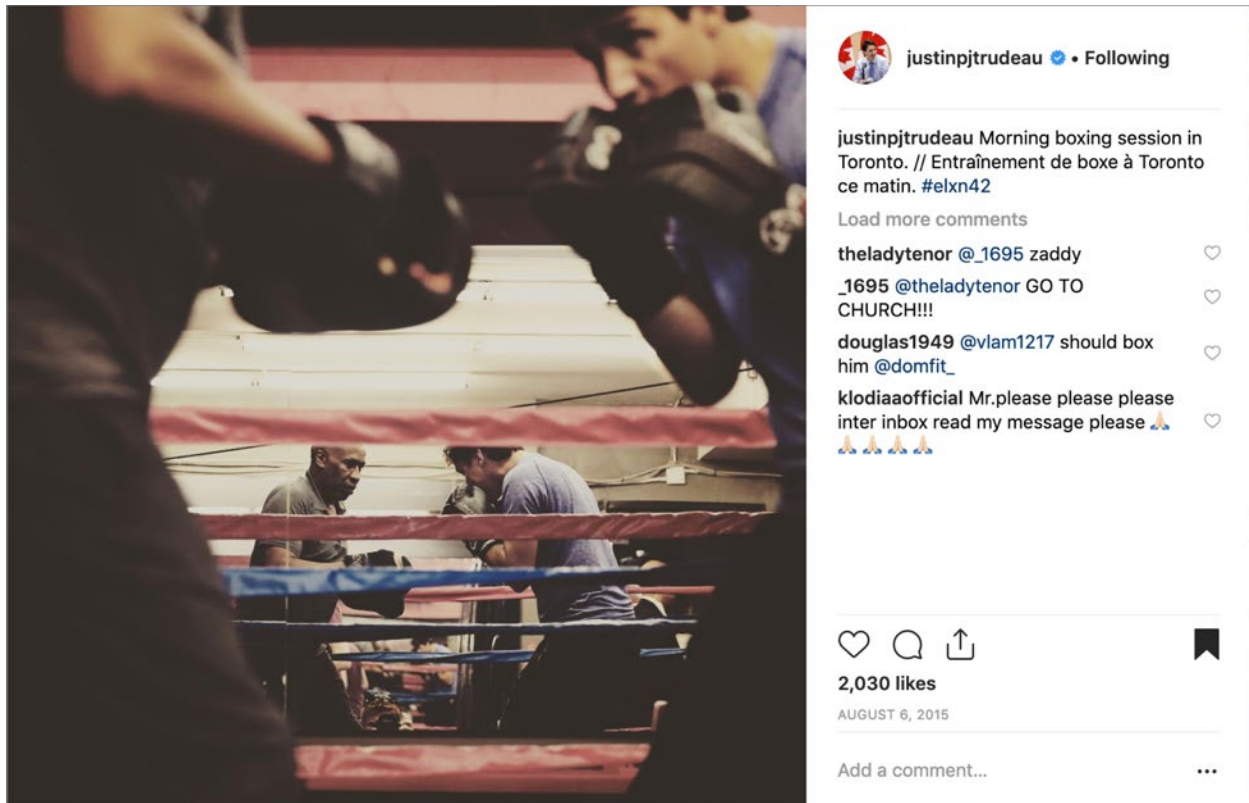 justinpjtrudeau • Following
justinpjtrudeau Morning boxing session in
Toronto. // Entraînement de boxe à Toronto
ce matin. #elxn42
Load more comments
theladytenor @_1695 zaddy
_1695 @theladytenor GO TO
CHURCH!!!
douglas1949 @vlam1217 should box
him @domfit_
klodiaaofficial Mr.please please please
inter inbox read my message please 🙏🏻
🙏🏻 🙏🏻 🙏🏻 🙏🏻
2,030 likes
AUGUST 6, 2015
Add a comment...